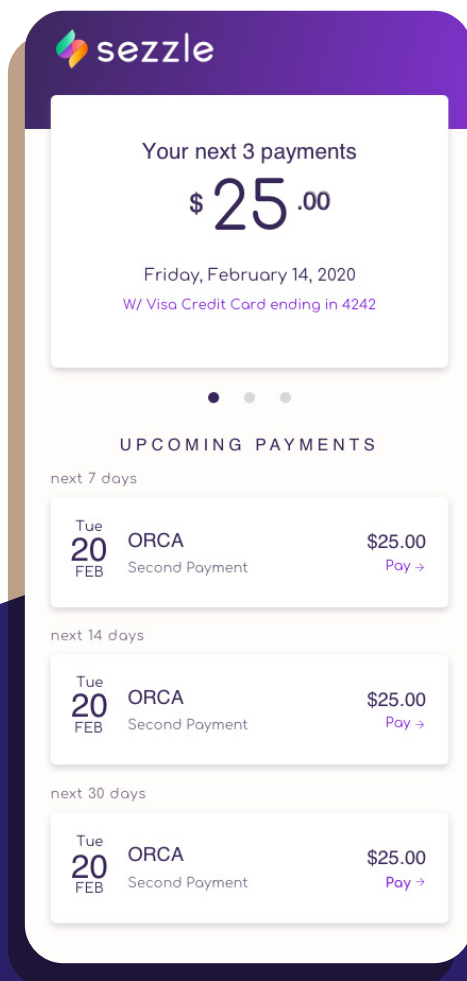 sezzle
Your next 3 payments
$ 25 .00
Friday, February 14, 2020
W/ Visa Credit Card ending in 4242
UPCOMING PAYMENTS
next 7 days
Tue
20
FEB
ORCA
Second Payment
$25.00
Pay →
next 14 days
Tue
20
FEB
ORCA
Second Payment
$25.00
Pay →
next 30 days
Tue
20
FEB
ORCA
Second Payment
$25.00
Pay →